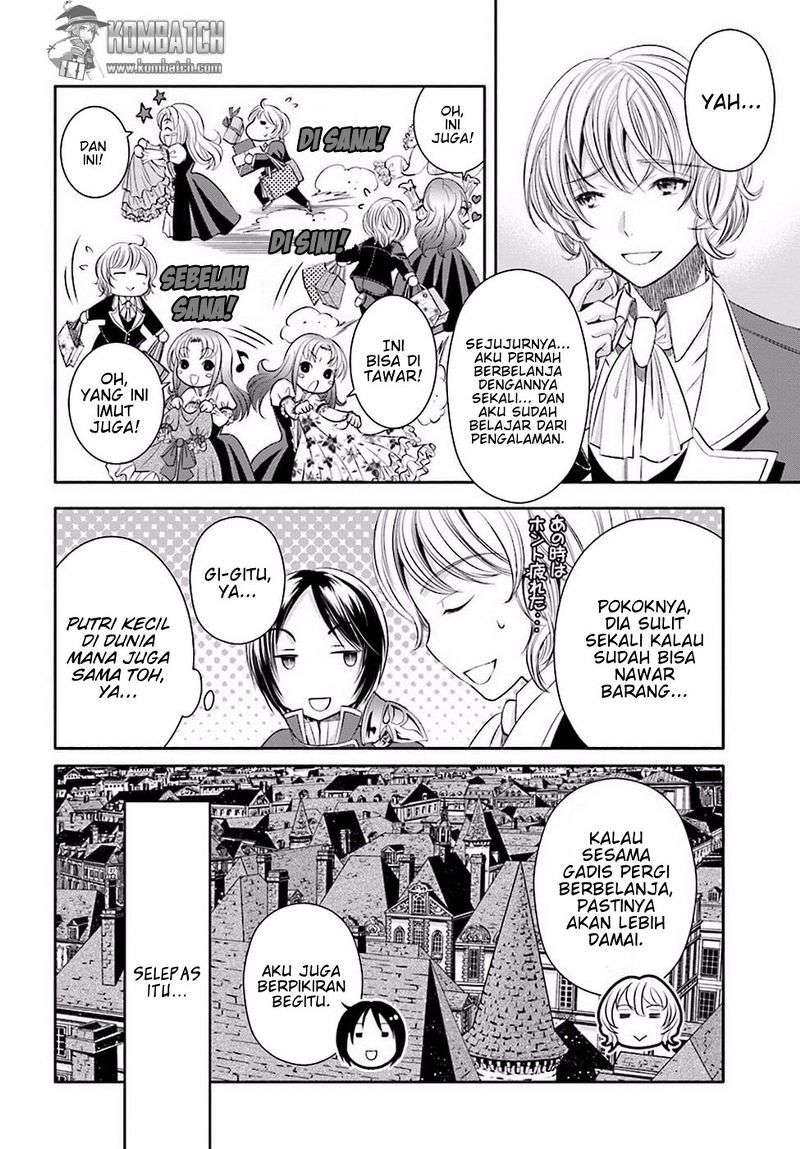 KOMBATCH
www.kombatch.com
YAH...
SEJUJURNYA...
AKU PERNAH
BERBELANJA
DENGANNYA
SEKALI... DAN
AKU SUDAH
BELAJAR DARI
PENGALAMAN.
OH,
INI
JUGA!
DI SANA!
DAN
INI!
DI SINI!
SEBELAH
SANA!
INI
BISA DI
TAWAR!
OH,
YANG INI
IMUT
JUGA!
POKOKNYA,
DIA SULIT
SEKALI KALAU
SUDAH BISA
NAWAR
BARANG...
あの時は
ホント疲れた…
GI-GITU,
YA...
PUTRI KECIL
DI DUNIA
MANA JUGA
SAMA TOH,
YA...
KALAU
SESAMA
GADIS PERGI
BERBELANJA,
PASTINYA
AKAN LEBIH
DAMAI.
AKU JUGA
BERPIKIRAN
BEGITU.
SELEPAS
ITU...